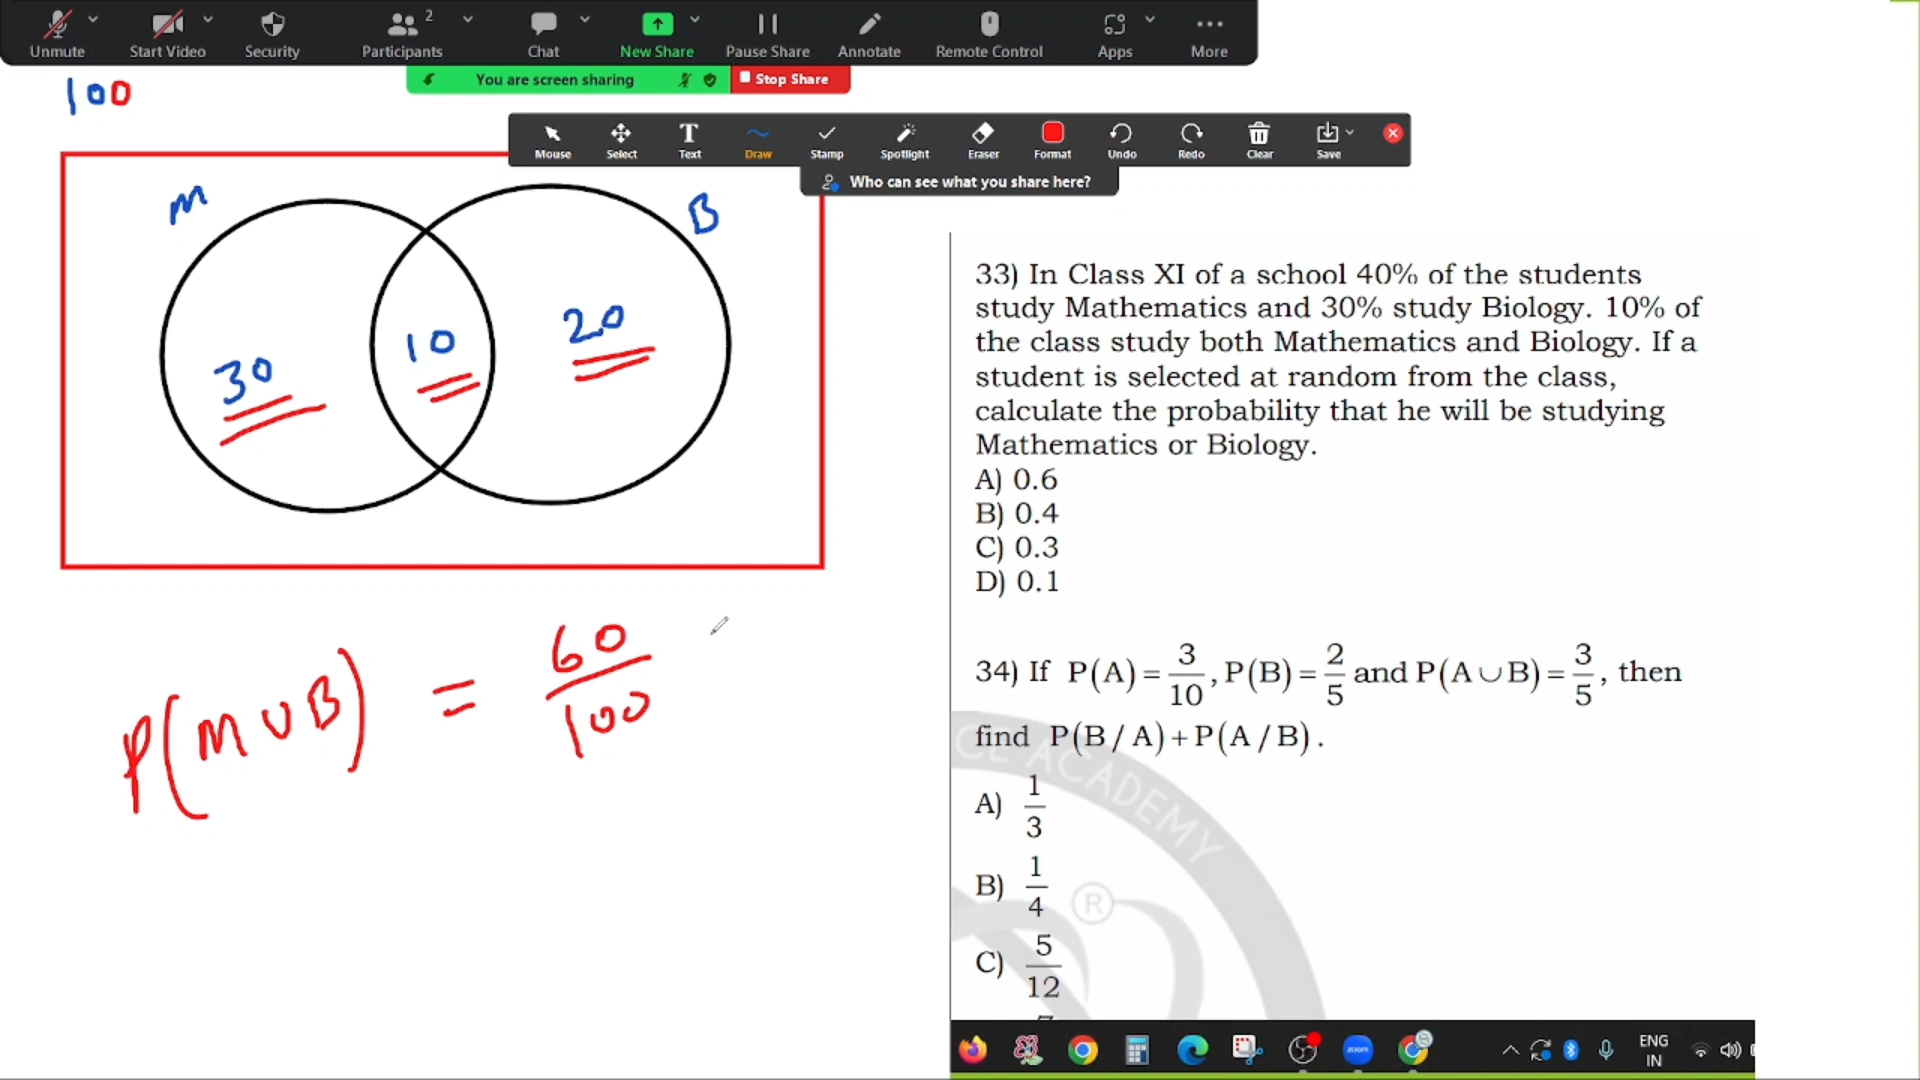 Unmute
Start Video
Security
Participants 2
Chat
New Share
Pause Share
Annotate
Remote Control
Apps
More
You are screen sharing
Stop Share
Mouse
Select
Text
Draw
Stamp
Spotlight
Eraser
Format
Undo
Redo
Clear
Save
Who can see what you share here?
100
M
B
30
10
20
P(M∪B) = 60/100
33) In Class XI of a school 40% of the students
study Mathematics and 30% study Biology. 10% of
the class study both Mathematics and Biology. If a
student is selected at random from the class,
calculate the probability that he will be studying
Mathematics or Biology.
A) 0.6
B) 0.4
C) 0.3
D) 0.1
34) If P(A) = 3/10, P(B) = 2/5 and P(A∪B) = 3/5, then
find P(B/A)+P(A/B).
A) 1/3
B) 1/4
C) 5/12
CE ACADEMY
®
zoom
ENG
IN